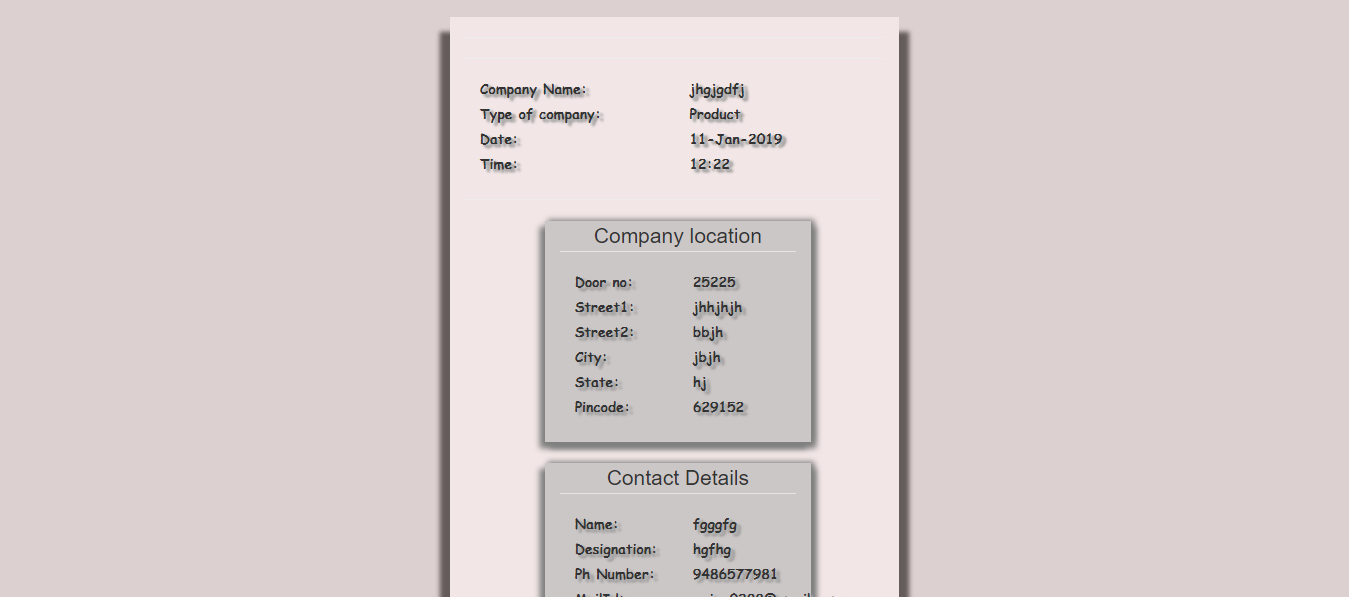 Company Name: jhgjgdfj
Type of company: Product
Date: 11-Jan-2019
Time: 12:22
Company location
Door no: 25225
Street1: jhhjhjh
Street2: bbjh
City: jbjh
State: hj
Pincode: 629152
Contact Details
Name: fgggfg
Designation: hgfhg
Ph Number: 9486577981